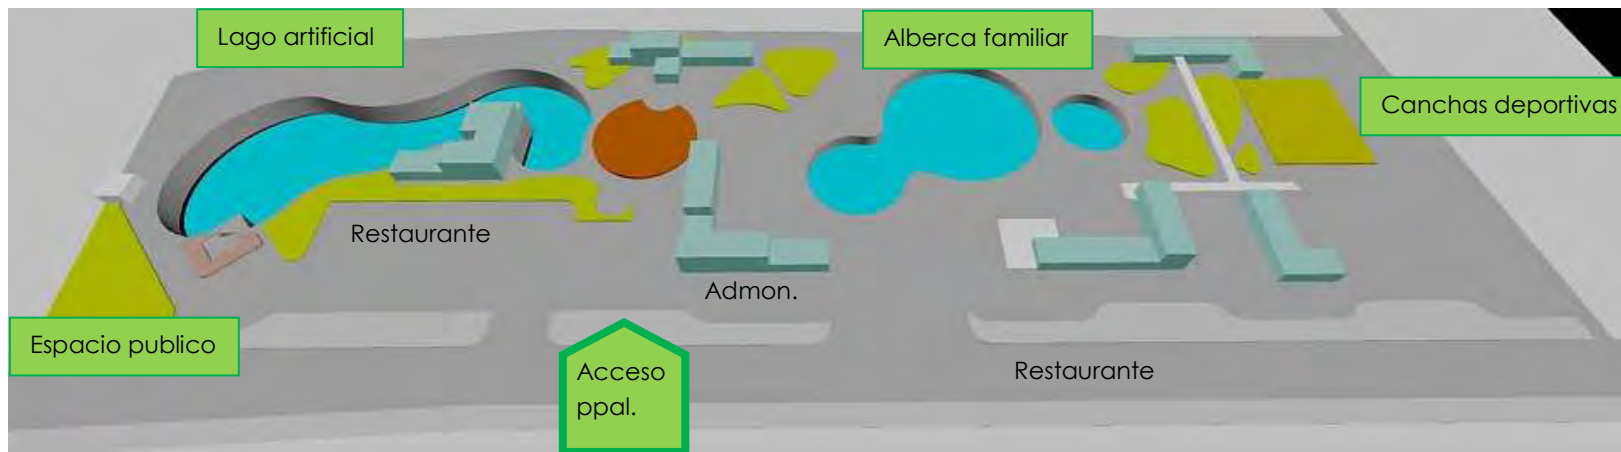 Lago artificial
Alberca familiar
Canchas deportivas
Restaurante
Admon.
Espacio publico
Acceso
ppal.
Restaurante